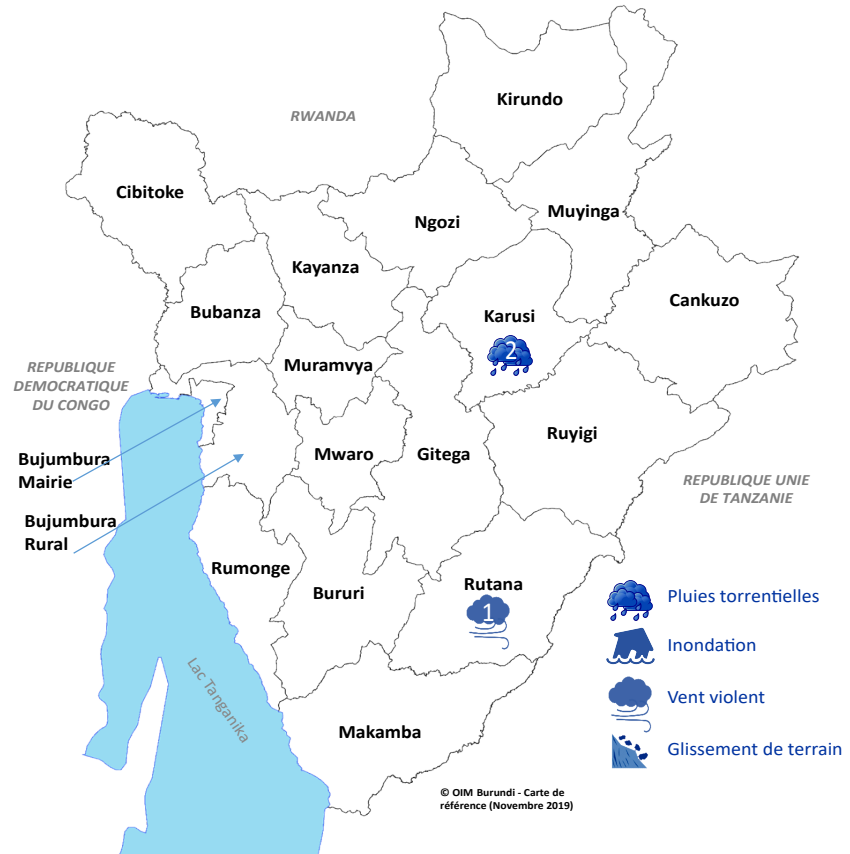 Kirundo
RWANDA
Cibitoke
Muyinga
Ngozi
Kayanza
Cankuzo
Bubanza
Karusi
2
Muramvya
REPUBLIQUE
DEMOCRATIQUE
DU CONGO
Ruyigi
Mwaro
Gitega
Bujumbura
Mairie
REPUBLIQUE UNIE
DE TANZANIE
Bujumbura
Rural
Rumonge
Bururi
Rutana
1
Pluies torrentielles
Inondation
Vent violent
Glissement de terrain
Lac Tanganika
Makamba
© OIM Burundi - Carte de
référence (Novembre 2019)